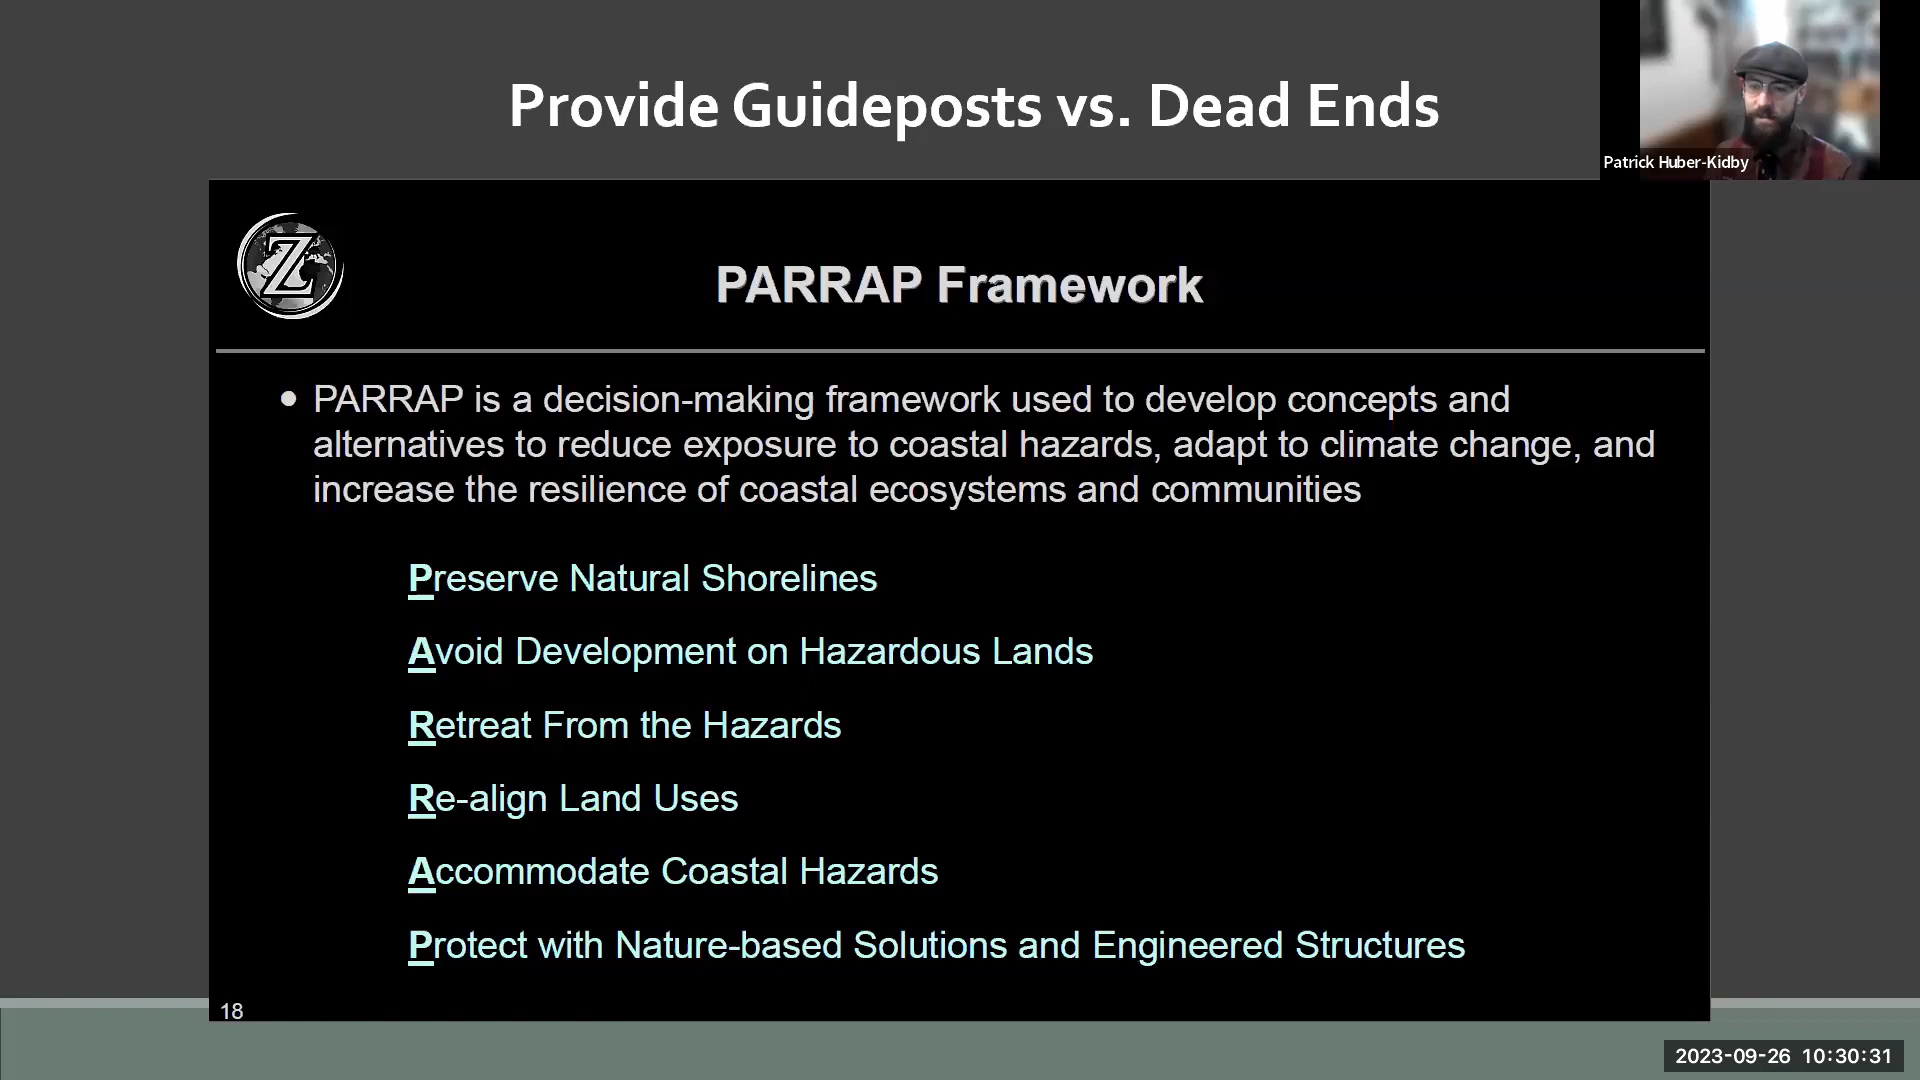 Provide Guideposts vs. Dead Ends
Patrick Huber-Kidby
Z
PARRAP Framework
• PARRAP is a decision-making framework used to develop concepts and
alternatives to reduce exposure to coastal hazards, adapt to climate change, and
increase the resilience of coastal ecosystems and communities
Preserve Natural Shorelines
Avoid Development on Hazardous Lands
Retreat From the Hazards
Re-align Land Uses
Accommodate Coastal Hazards
Protect with Nature-based Solutions and Engineered Structures
18
2023-09-26 10:30:31